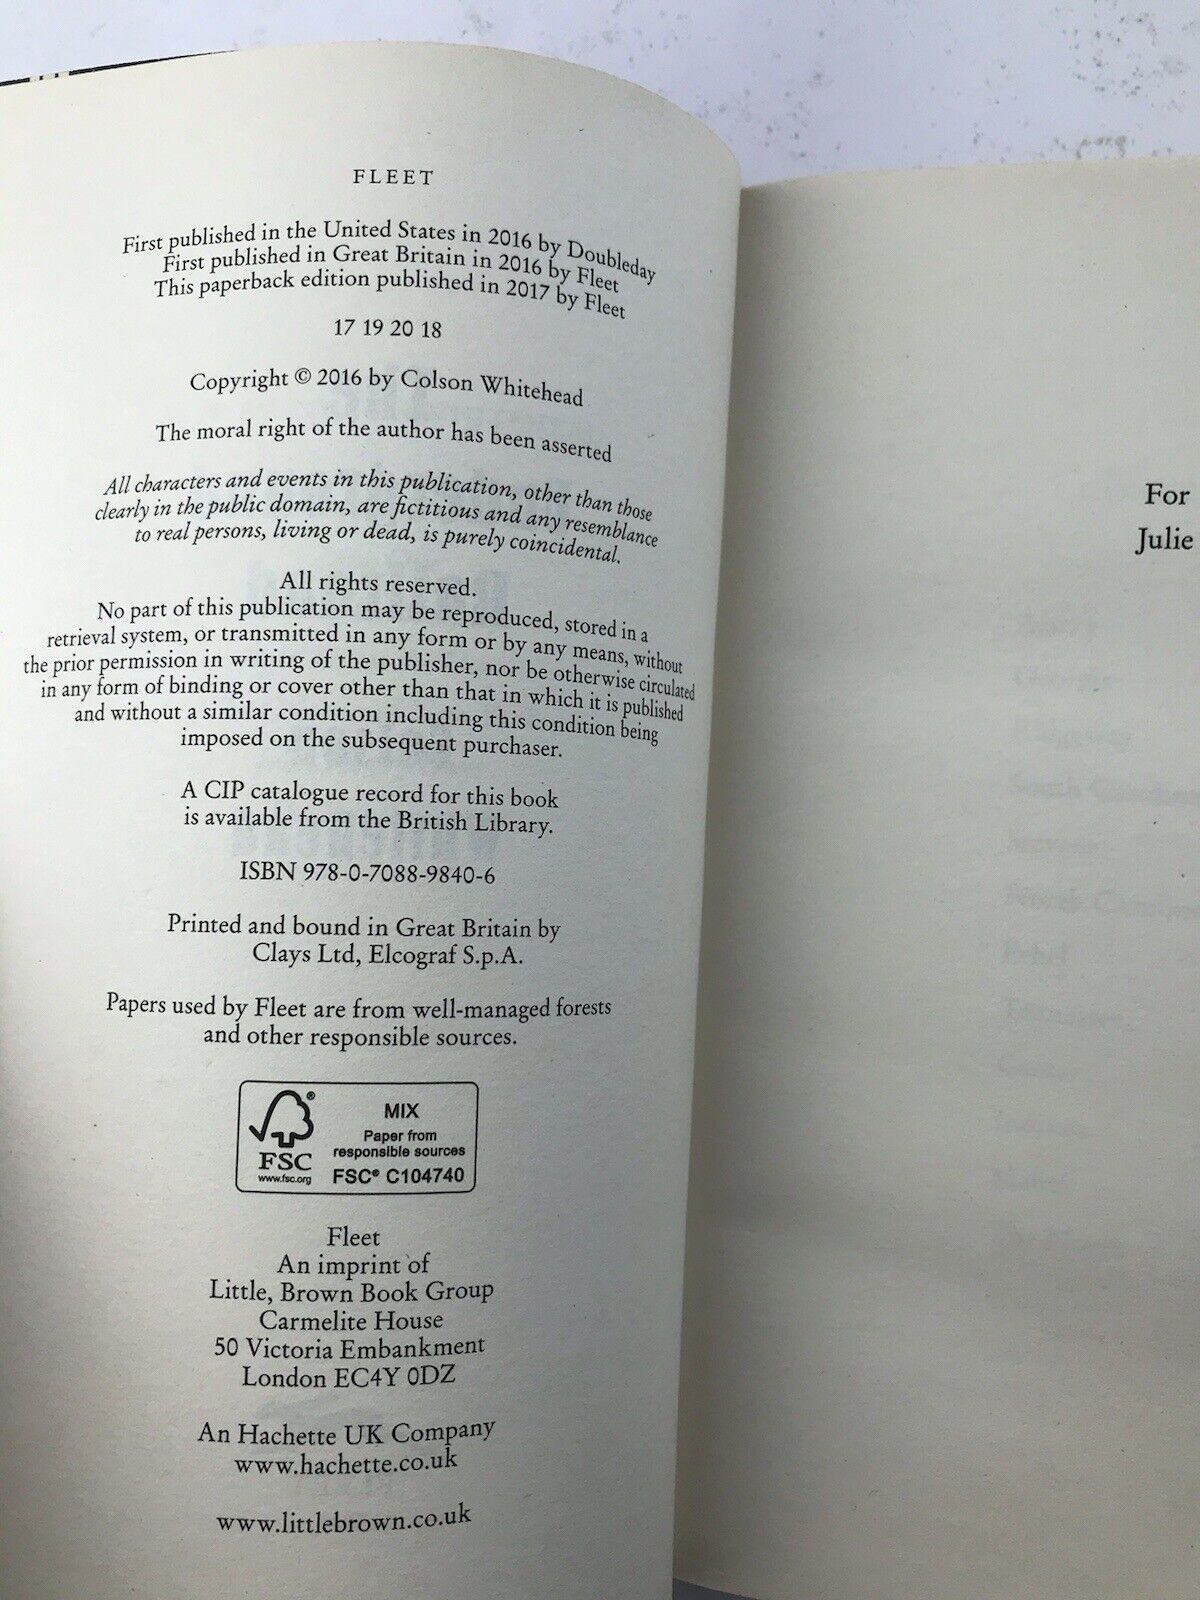 FLEET
First published in the United States in 2016 by Doubleday
First published in Great Britain in 2016 by Fleet
This paperback edition published in 2017 by Fleet
17 19 20 18
Copyright © 2016 by Colson Whitehead
The moral right of the author has been asserted
All characters and events in this publication, other than those
clearly in the public domain, are fictitious and any resemblance
to real persons, living or dead, is purely coincidental.
All rights reserved.
No part of this publication may be reproduced, stored in a
retrieval system, or transmitted in any form or by any means, without
the prior permission in writing of the publisher, nor be otherwise circulated
in any form of binding or cover other than that in which it is published
and without a similar condition including this condition being
imposed on the subsequent purchaser.
A CIP catalogue record for this book
is available from the British Library.
ISBN 978-0-7088-9840-6
Printed and bound in Great Britain by
Clays Ltd, Elcograf S.p.A.
Papers used by Fleet are from well-managed forests
and other responsible sources.
FSC®
www.fsc.org
MIX
Paper from
responsible sources
FSC® C104740
Fleet
An imprint of
Little, Brown Book Group
Carmelite House
50 Victoria Embankment
London EC4Y 0DZ
An Hachette UK Company
www.hachette.co.uk
www.littlebrown.co.uk
For
Julie